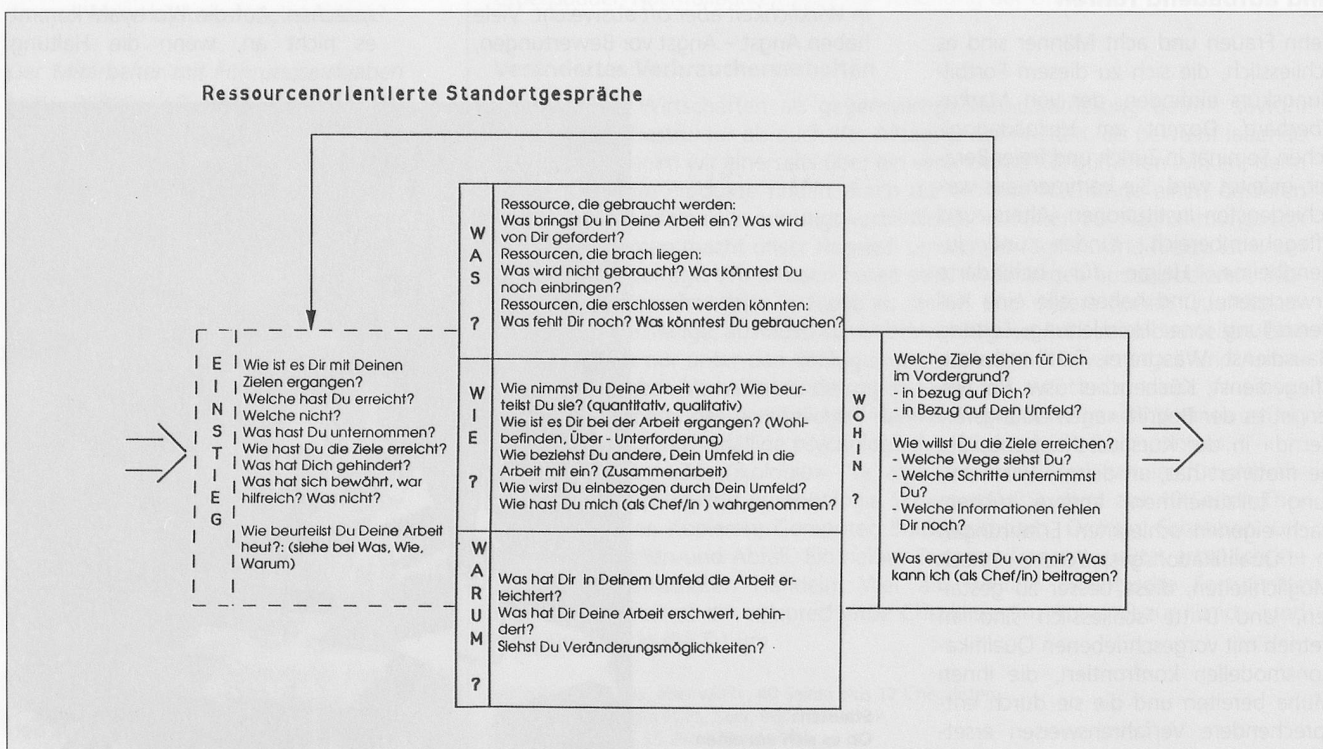 Ressourcenorientierte Standortgespräche
EINSTIEG
Wie ist es Dir mit Deinen
Zielen ergangen?
Welche hast Du erreicht?
Welche nicht?
Was hast Du unternommen?
Wie hast Du die Ziele erreicht?
Was hat Dich gehindert?
Was hat sich bewährt, war
hilfreich? Was nicht?
Wie beurteilst Du Deine Arbeit
heut?: (siehe bei Was, Wie,
Warum)
WAS?
Ressource, die gebraucht werden:
Was bringst Du in Deine Arbeit ein? Was wird
von Dir gefordert?
Ressourcen, die brach liegen:
Was wird nicht gebraucht? Was könntest Du
noch einbringen?
Ressourcen, die erschlossen werden könnten:
Was fehlt Dir noch? Was könntest Du gebrauchen?
WIE?
Wie nimmst Du Deine Arbeit wahr? Wie beur-
teilst Du sie? (quantitativ, qualitativ)
Wie ist es Dir bei der Arbeit ergangen? (Wohl-
befinden, Über - Unterforderung)
Wie beziehst Du andere, Dein Umfeld in die
Arbeit mit ein? (Zusammenarbeit)
Wie wirst Du einbezogen durch Dein Umfeld?
Wie hast Du mich (als Chef/in ) wahrgenommen?
WARUM?
Was hat Dir in Deinem Umfeld die Arbeit er-
leichtert?
Was hat Dir Deine Arbeit erschwert, behin-
dert?
Siehst Du Veränderungsmöglichkeiten?
WOHIN?
Welche Ziele stehen für Dich
im Vordergrund?
- in bezug auf Dich?
- in Bezug auf Dein Umfeld?
Wie willst Du die Ziele erreichen?
- Welche Wege siehst Du?
- Welche Schritte unternimmst
Du?
- Welche Informationen fehlen
Dir noch?
Was erwartest Du von mir? Was
kann ich (als Chef/in) beitragen?